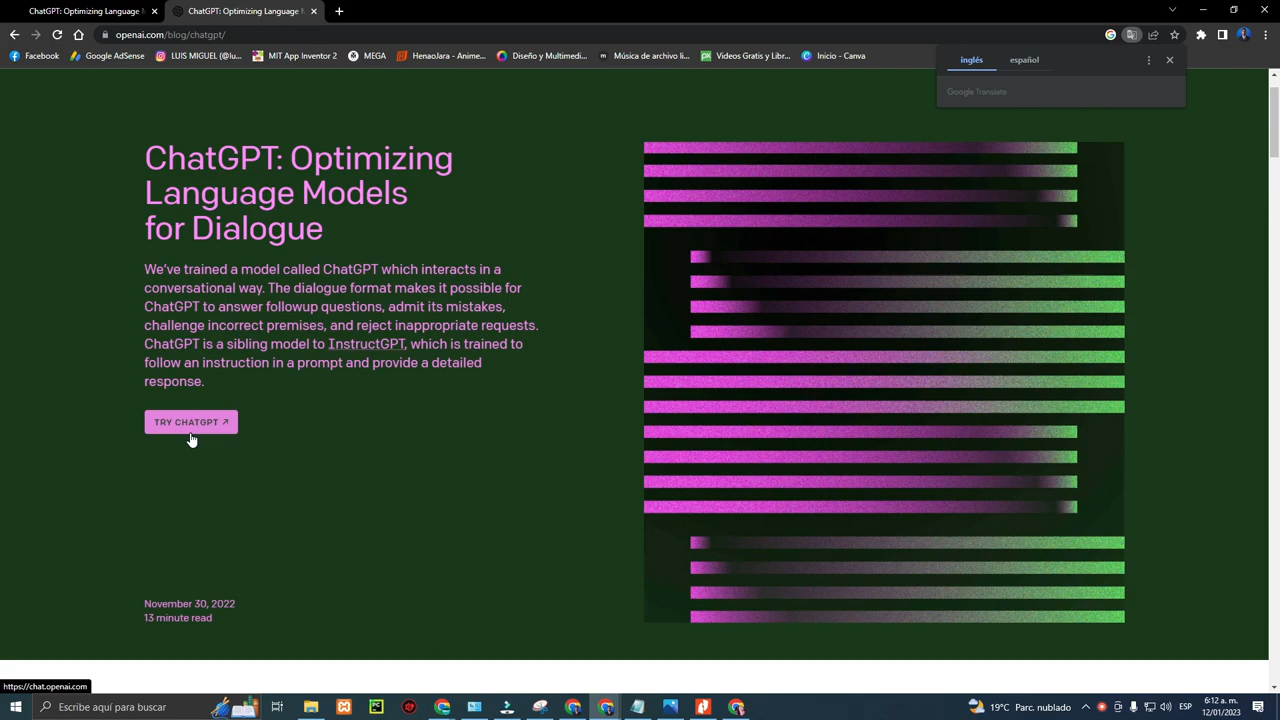 ChatGPT: Optimizing Language M
ChatGPT: Optimizing Language M
openai.com/blog/chatgpt/
Facebook
Google AdSense
LUIS MIGUEL (@lu...
MIT App Inventor 2
MEGA
HenaoJara - Anime...
Diseño y Multimedi...
Música de archivo li...
Videos Gratis y Libr...
Inicio - Canva
inglés
español
Google Translate
ChatGPT: Optimizing
Language Models
for Dialogue
We've trained a model called ChatGPT which interacts in a
conversational way. The dialogue format makes it possible for
ChatGPT to answer followup questions, admit its mistakes,
challenge incorrect premises, and reject inappropriate requests.
ChatGPT is a sibling model to InstructGPT, which is trained to
follow an instruction in a prompt and provide a detailed
response.
TRY CHATGPT ↗
November 30, 2022
13 minute read
https://chat.openai.com
Escribe aquí para buscar
19°C Parc. nublado
ESP
6:12 a. m.
12/01/2023